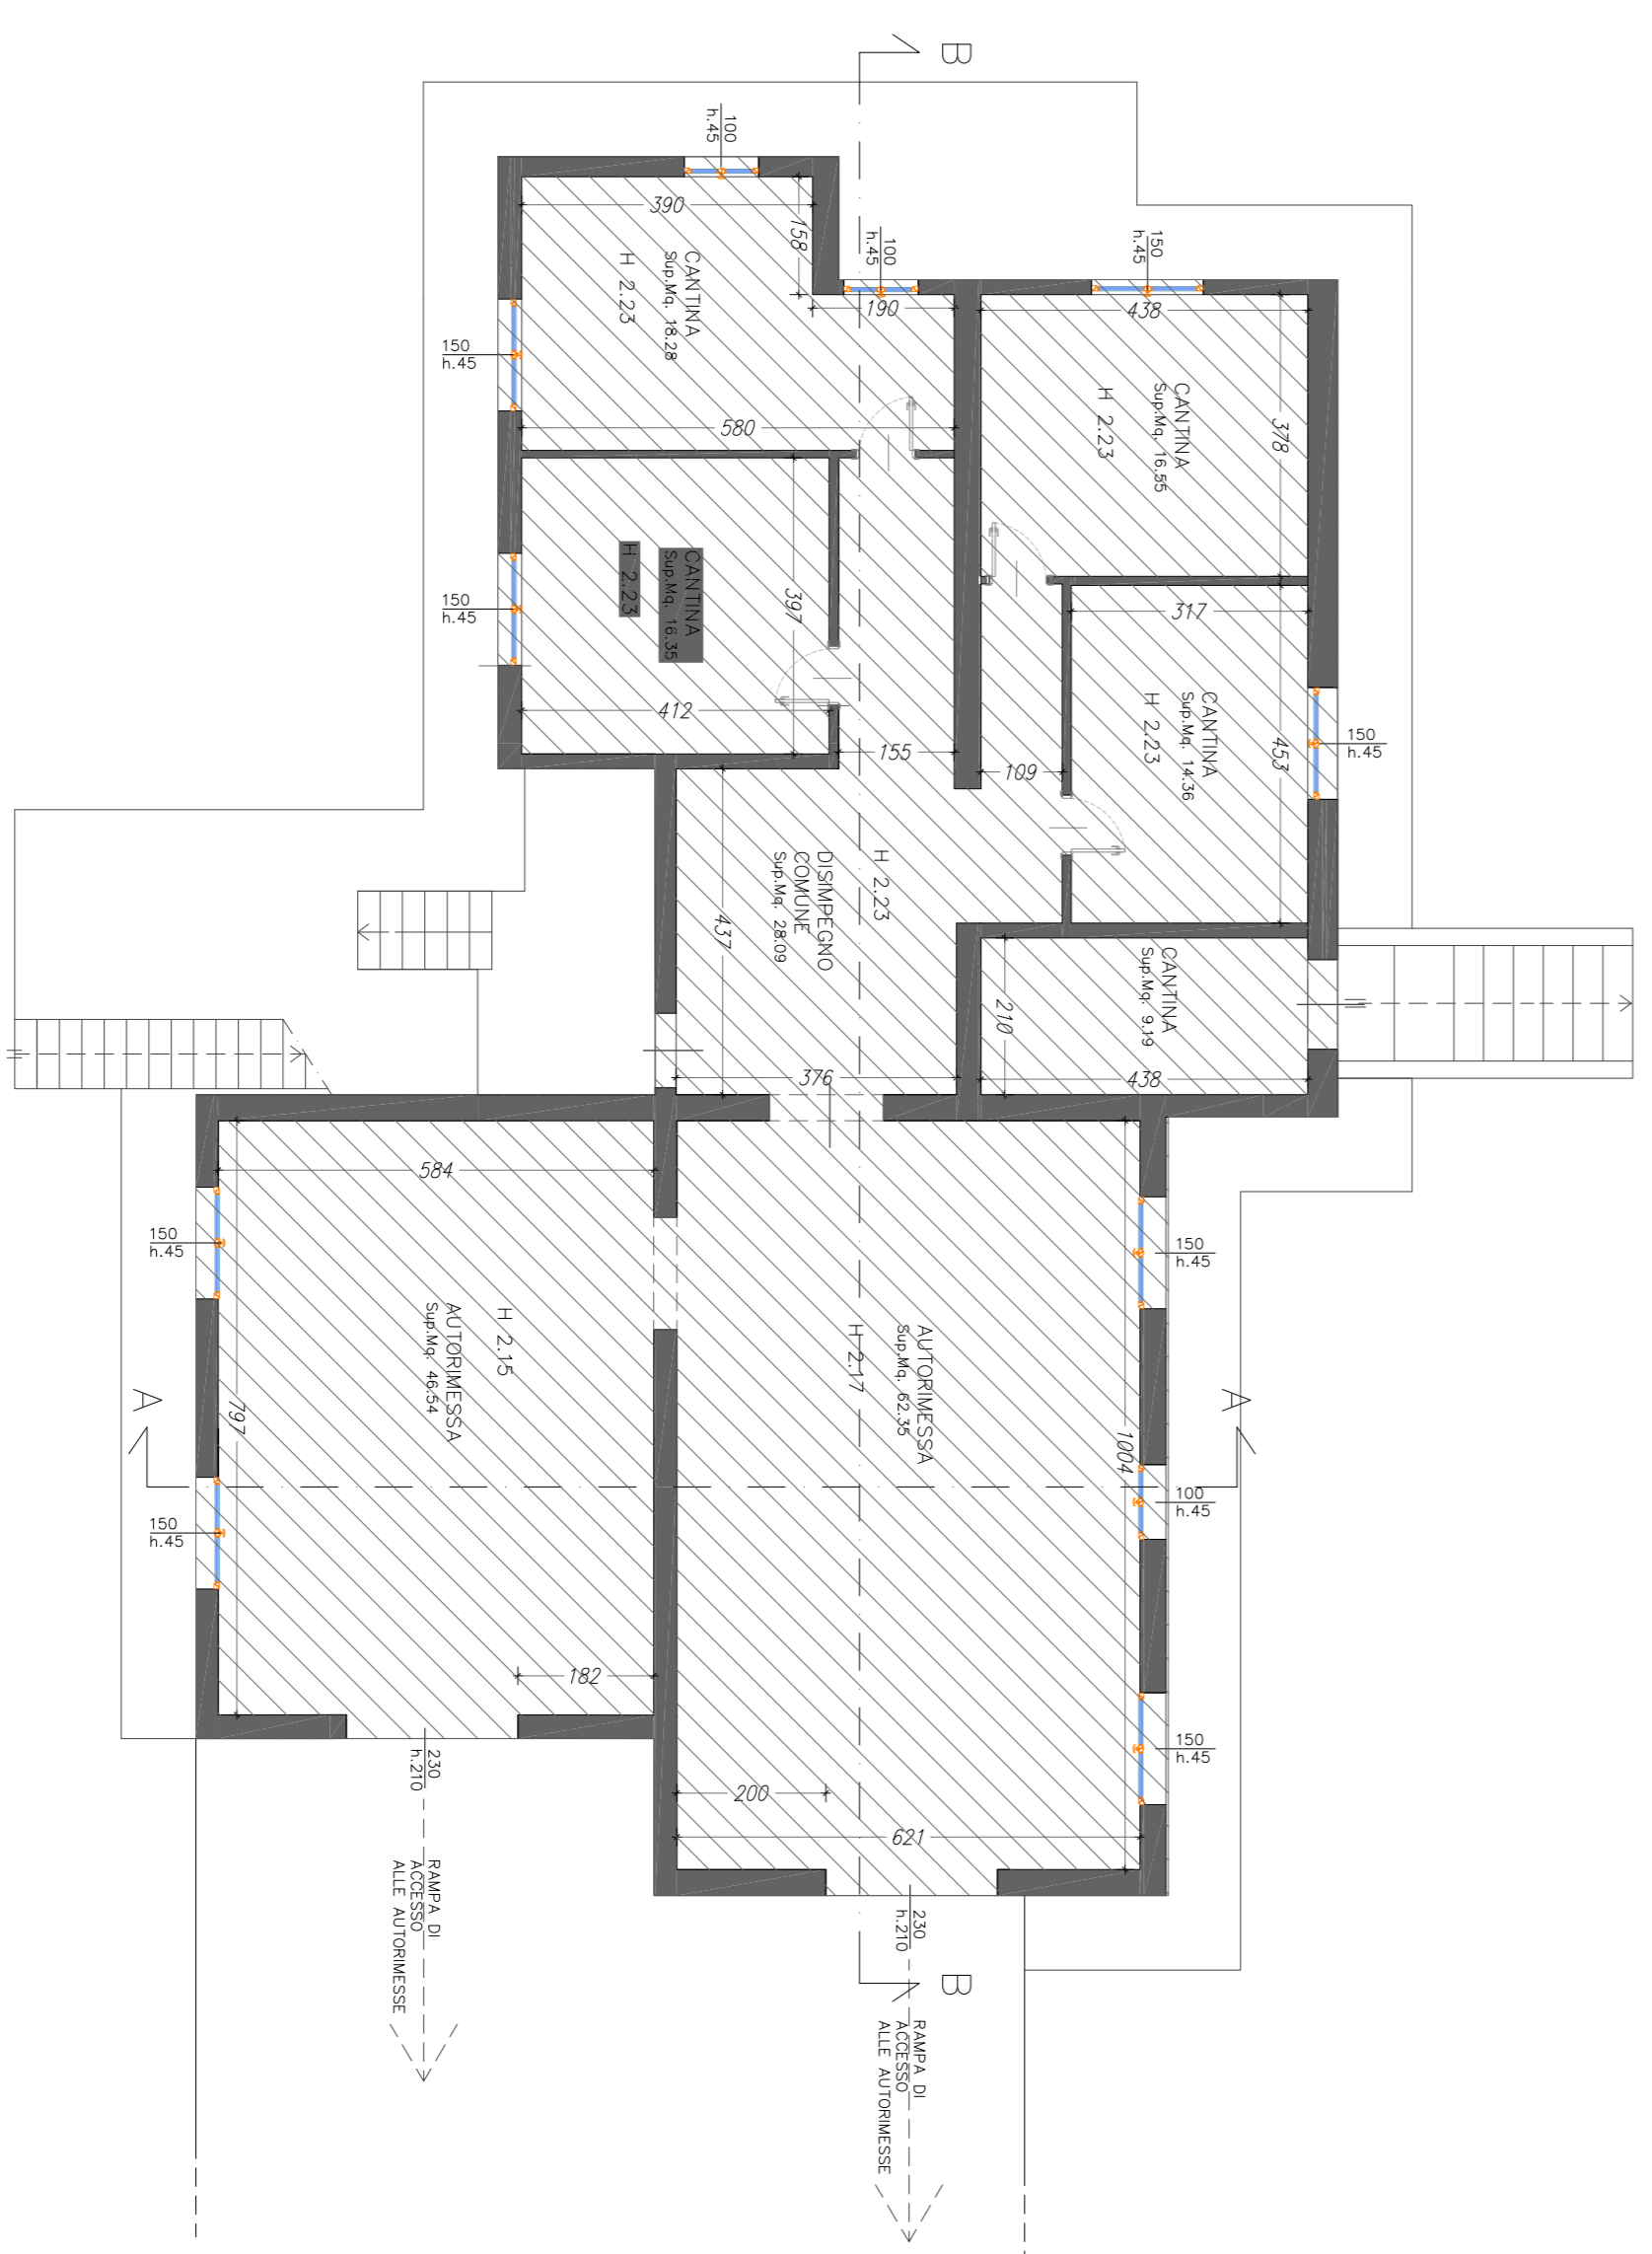 B
100
h.45
390
158
CANTINA
Sup.Mq. 18.28
H 2.23
100
h.45
190
150
h.45
438
378
CANTINA
Sup.Mq. 16.55
H 2.23
150
h.45
580
CANTINA
Sup.Mq. 16.35
H 2.23
397
412
150
h.45
317
CANTINA
Sup.Mq. 14.36
H 2.23
453
150
h.45
155
109
H 2.23
DISIMPEGNO
COMUNE
Sup.Mq. 28.09
437
376
CANTINA
Sup.Mq. 9.19
210
438
584
150
h.45
H 2.15
AUTORIMESSA
Sup.Mq. 46.54
797
150
h.45
182
A
A
150
h.45
AUTORIMESSA
Sup.Mq. 62.35
H 2.17
1004
100
h.45
150
h.45
200
621
230
h.210
RAMPA DI
ACCESSO
ALLE AUTORIMESSE
230
h.210
B
RAMPA DI
ACCESSO
ALLE AUTORIMESSE